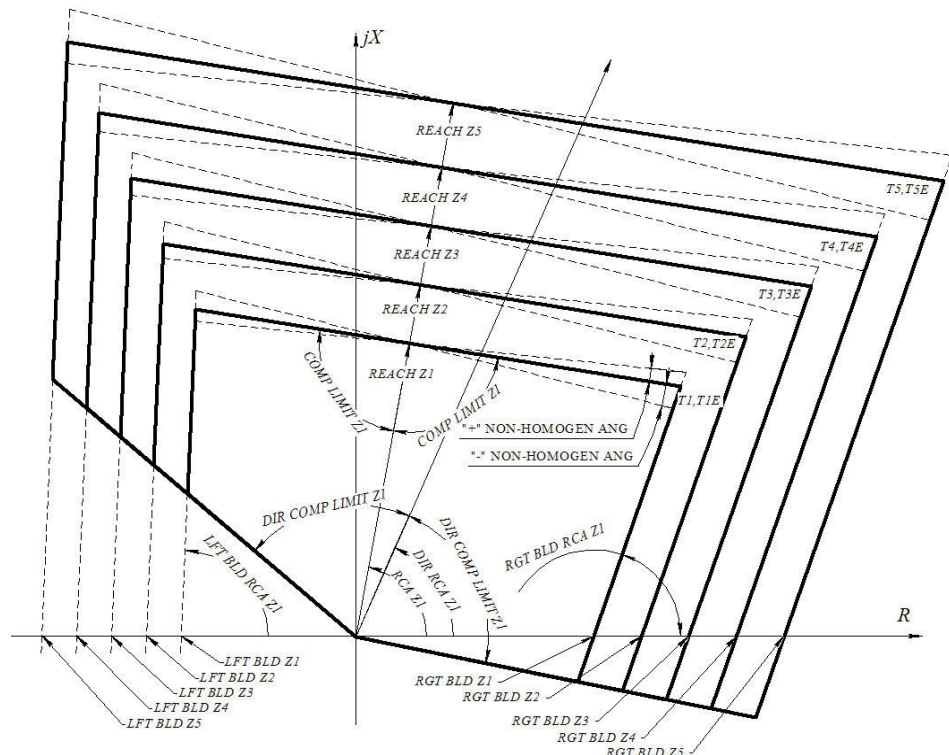 jX
REACH Z5
REACH Z4
T5,T5E
REACH Z3
T4,T4E
REACH Z2
T3,T3E
T2,T2E
REACH Z1
T1,T1E
COMP LIMIT Z1
COMP LIMIT Z1
"+" NON-HOMOGEN ANG
"-" NON-HOMOGEN ANG
DIR COMP LIMIT Z1
DIR COMP LIMIT Z1
LFT BLD RCA Z1
RCA Z1
DIR RCA Z1
RGT BLD RCA Z1
R
LFT BLD Z1
LFT BLD Z2
LFT BLD Z3
LFT BLD Z4
LFT BLD Z5
RGT BLD Z1
RGT BLD Z2
RGT BLD Z3
RGT BLD Z4
RGT BLD Z5